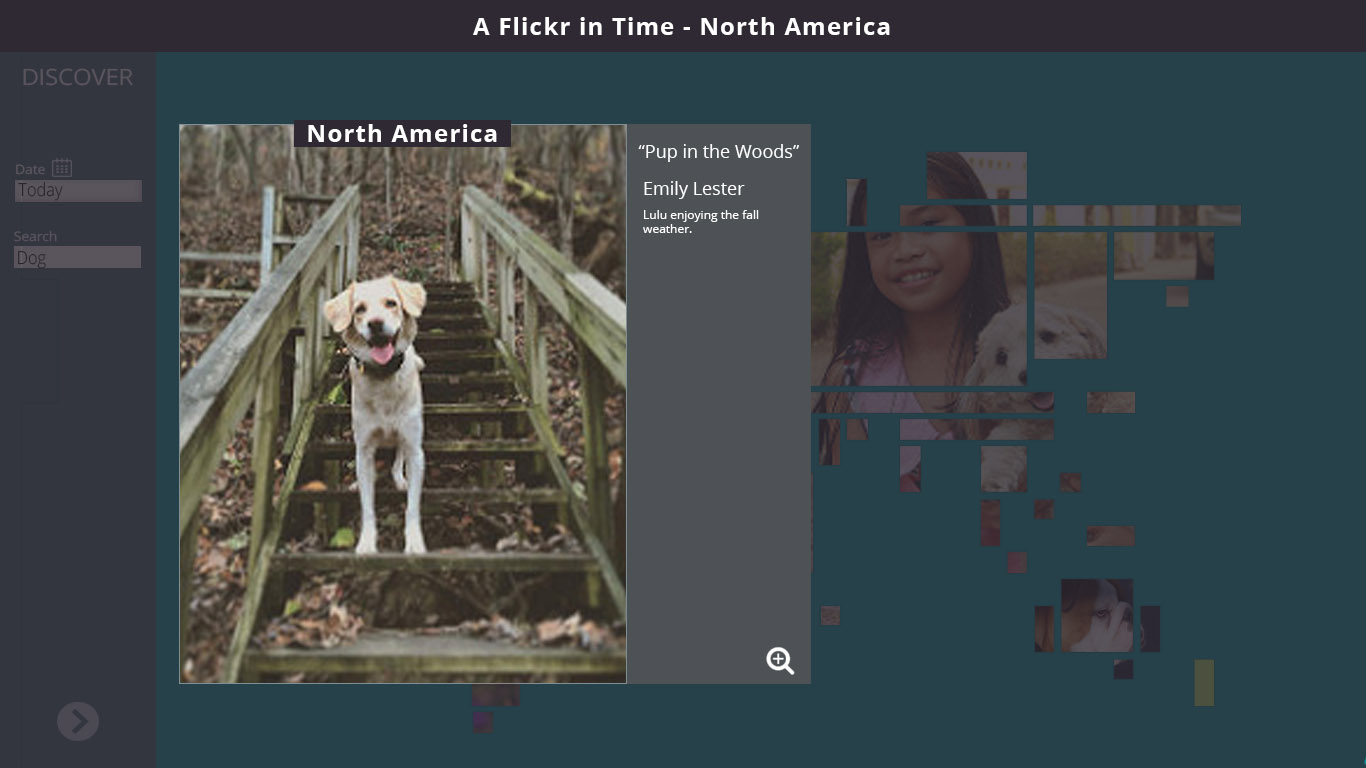 A Flickr in Time - North America
DISCOVER
Date
Today
Search
Dog
North America
“Pup in the Woods”
Emily Lester
Lulu enjoying the fall
weather.